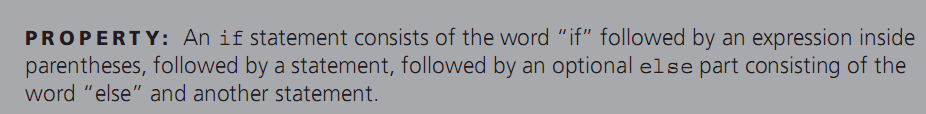 PROPERTY: An if statement consists of the word “if” followed by an expression inside
parentheses, followed by a statement, followed by an optional else part consisting of the
word “else” and another statement.